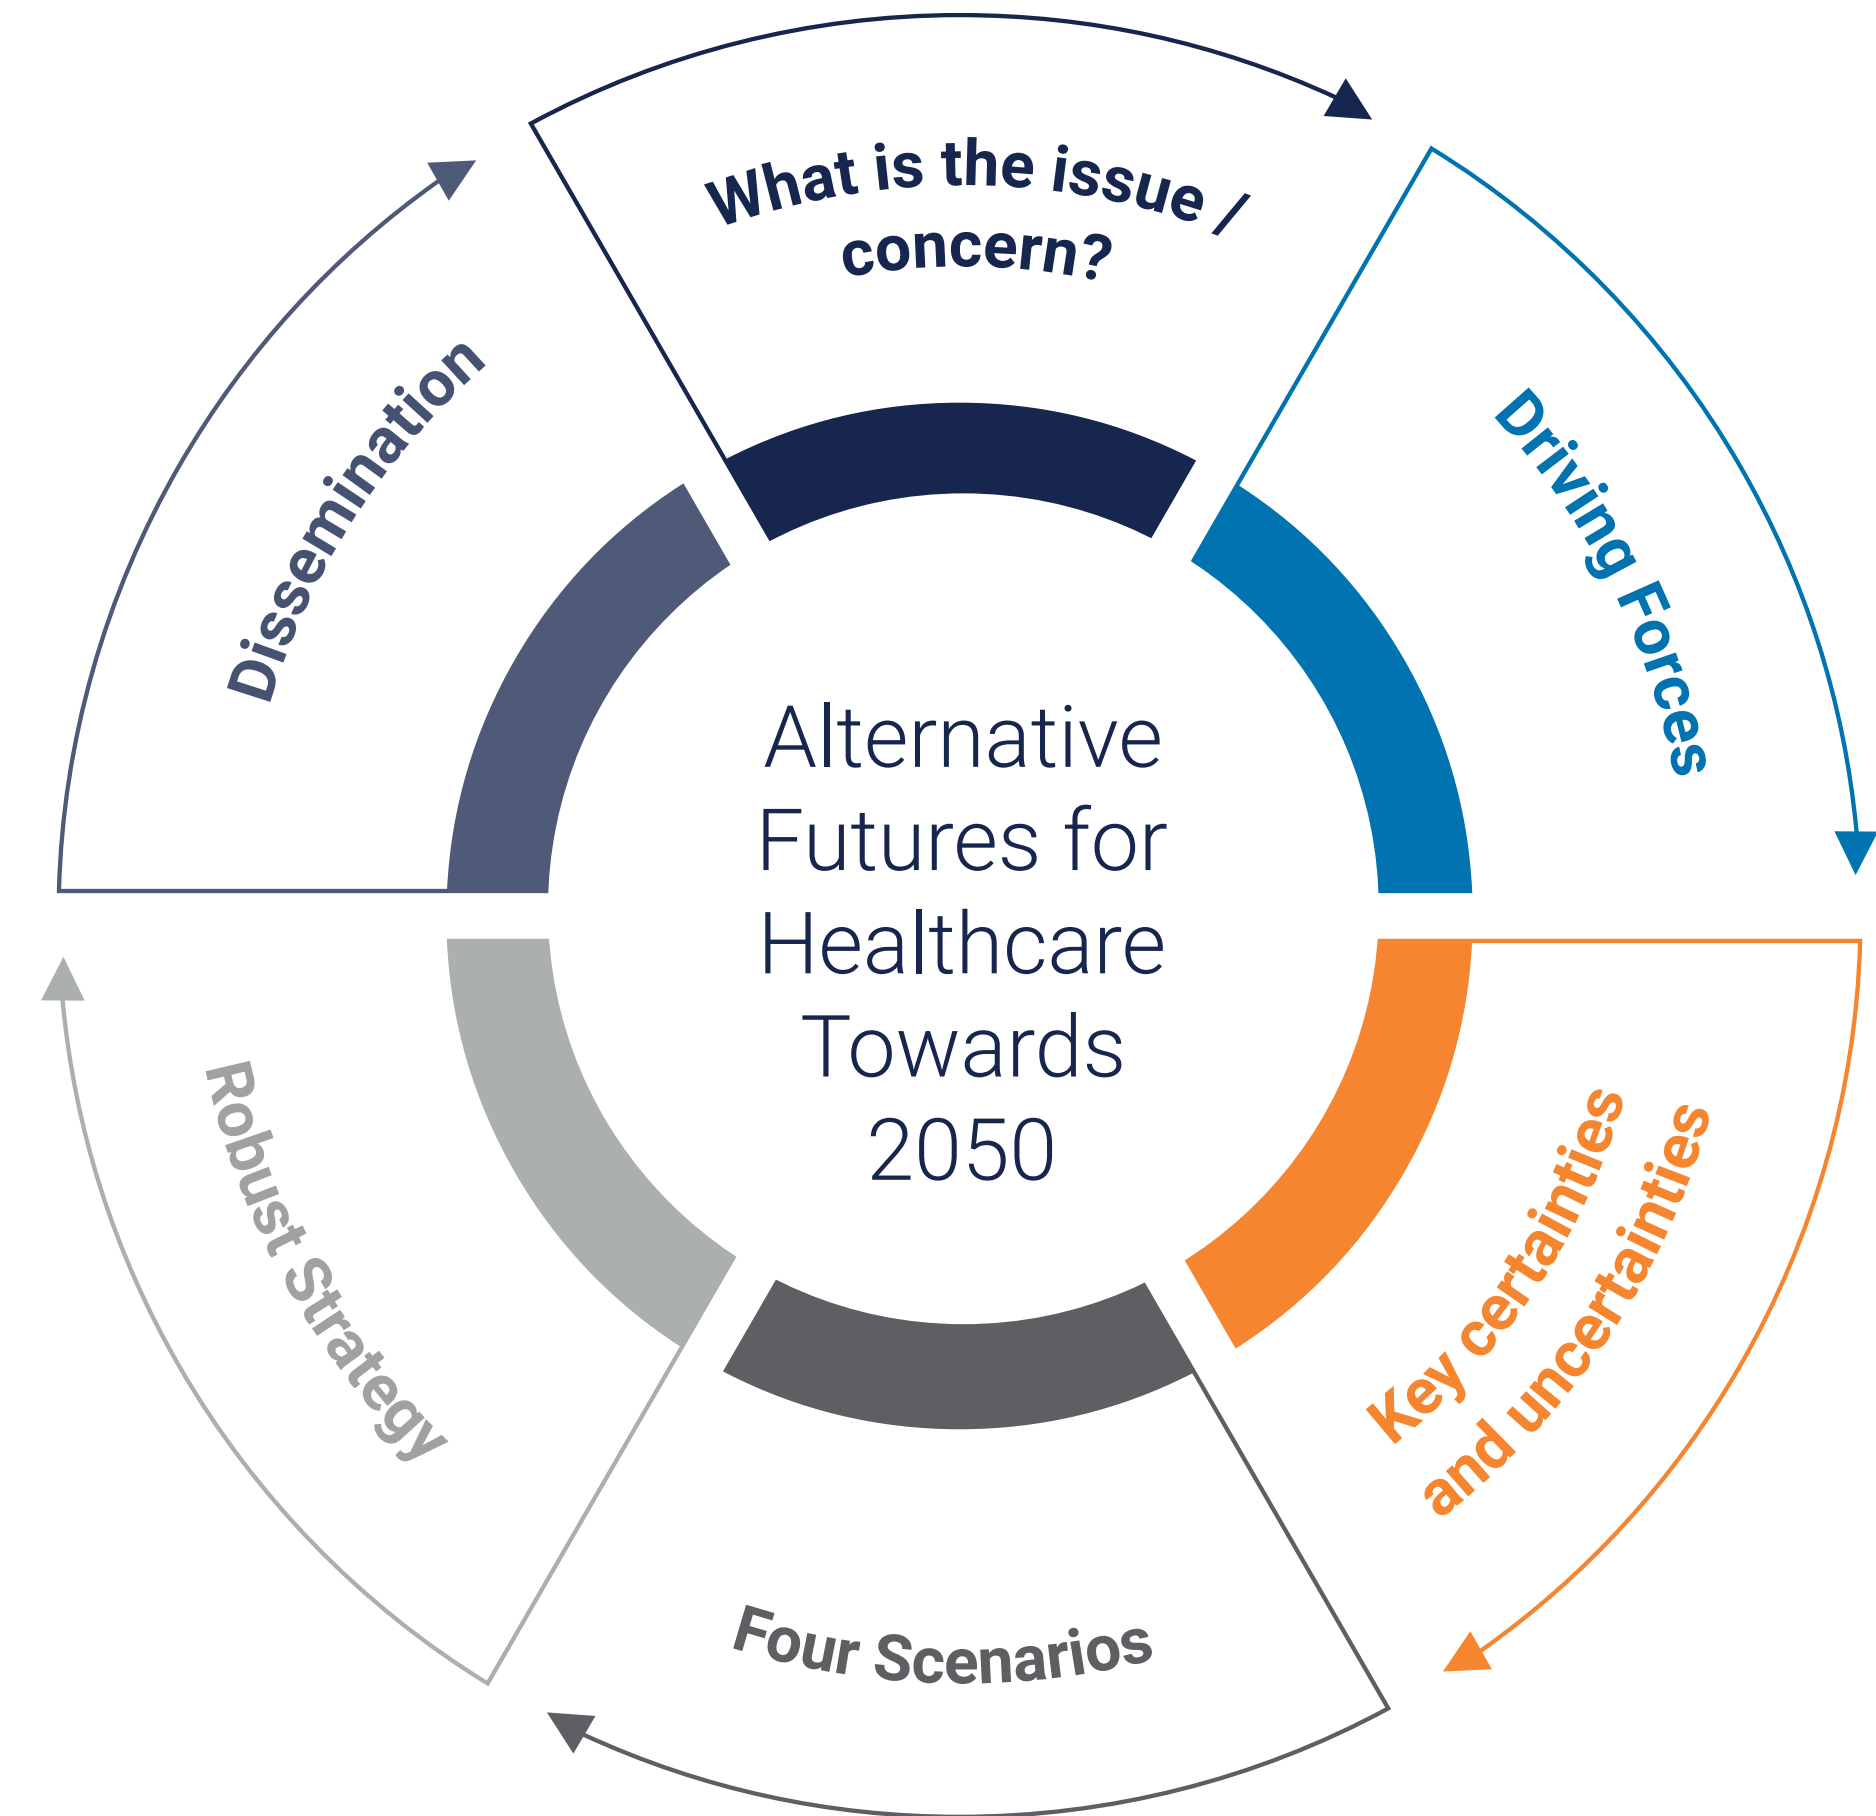 What is the issue /
concern?
Driving Forces
Key certainties
and uncertainties
Four Scenarios
Robust Strategy
Dissemination
Alternative
Futures for
Healthcare
Towards
2050